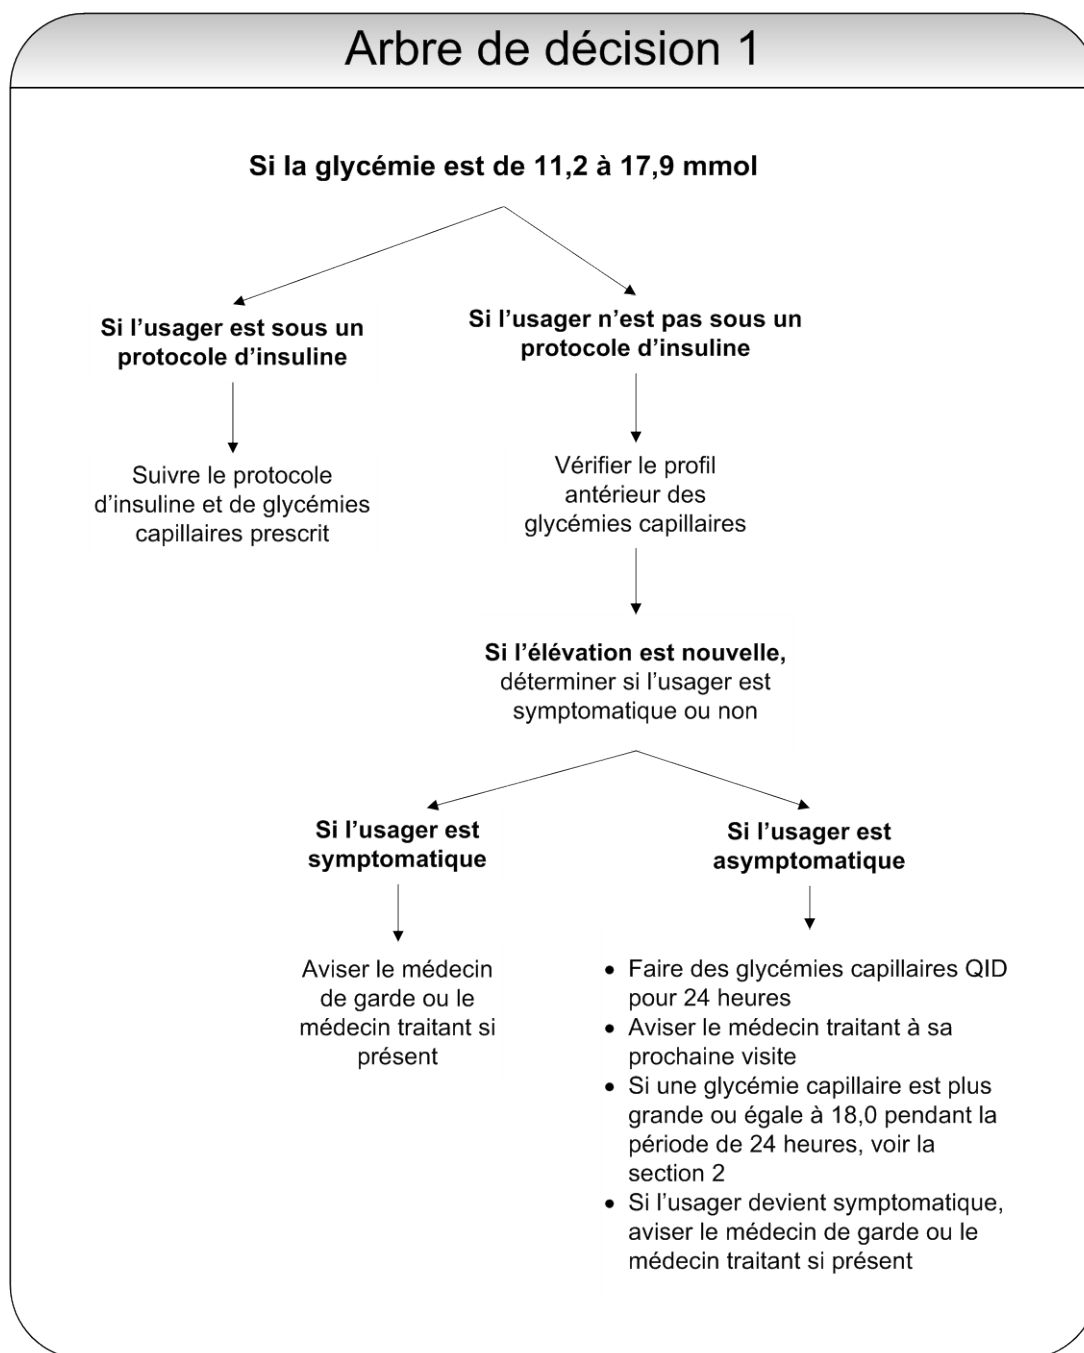 Arbre de décision 1
Si la glycémie est de 11,2 à 17,9 mmol
Si l’usager est sous un
protocole d’insuline
Suivre le protocole
d’insuline et de glycémies
capillaires prescrit
Si l’usager n’est pas sous un
protocole d’insuline
Vérifier le profil
antérieur des
glycémies capillaires
Si l’élévation est nouvelle,
déterminer si l’usager est
symptomatique ou non
Si l’usager est
symptomatique
Aviser le médecin
de garde ou le
médecin traitant si
présent
Si l’usager est
asymptomatique
• Faire des glycémies capillaires QID
pour 24 heures
• Aviser le médecin traitant à sa
prochaine visite
• Si une glycémie capillaire est plus
grande ou égale à 18,0 pendant la
période de 24 heures, voir la
section 2
• Si l’usager devient symptomatique,
aviser le médecin de garde ou le
médecin traitant si présent